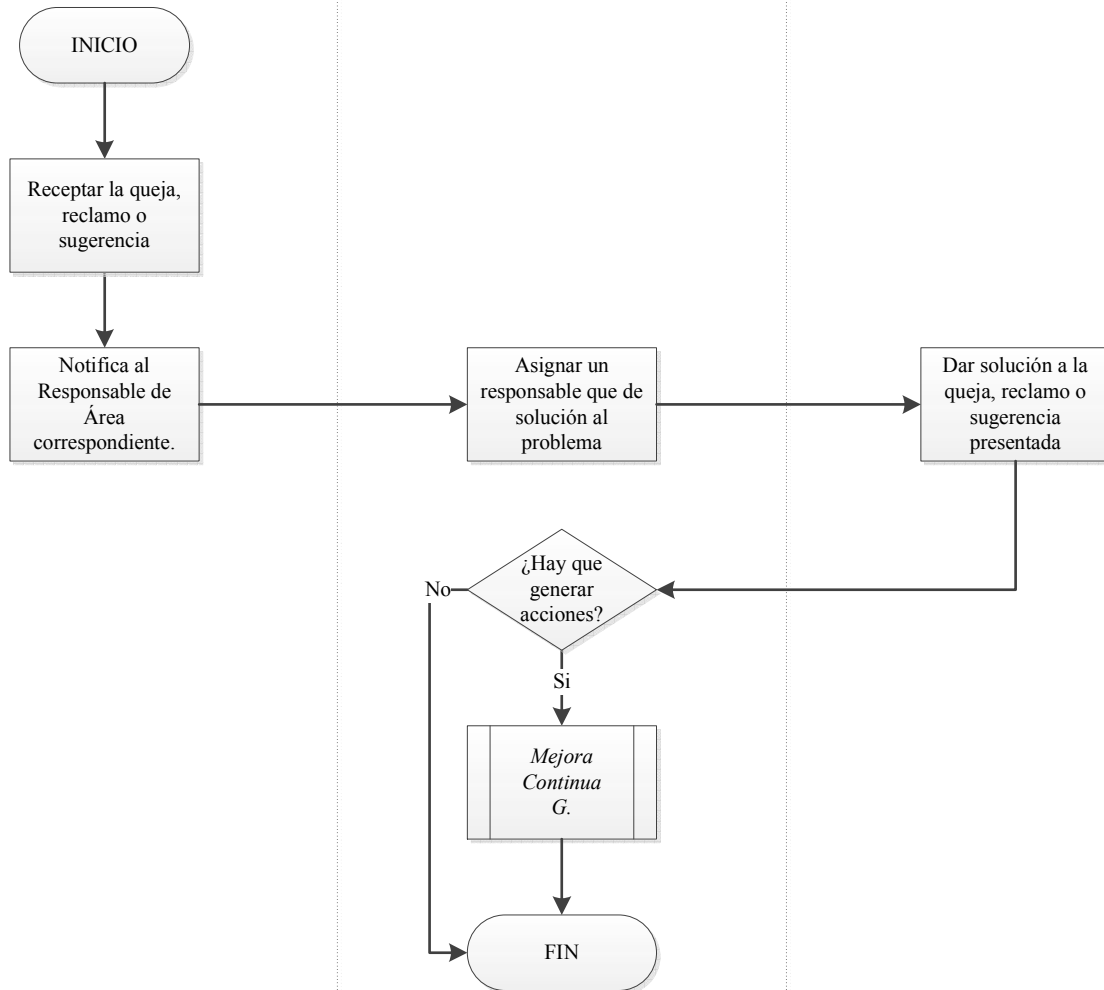 INICIO
Receptar la queja,
reclamo o
sugerencia
Notifica al
Responsable de
Área
correspondiente.
Asignar un
responsable que de
solución al
problema
Dar solución a la
queja, reclamo o
sugerencia
presentada
¿Hay que
generar
acciones?
No
Si
Mejora
Continua
G.
FIN